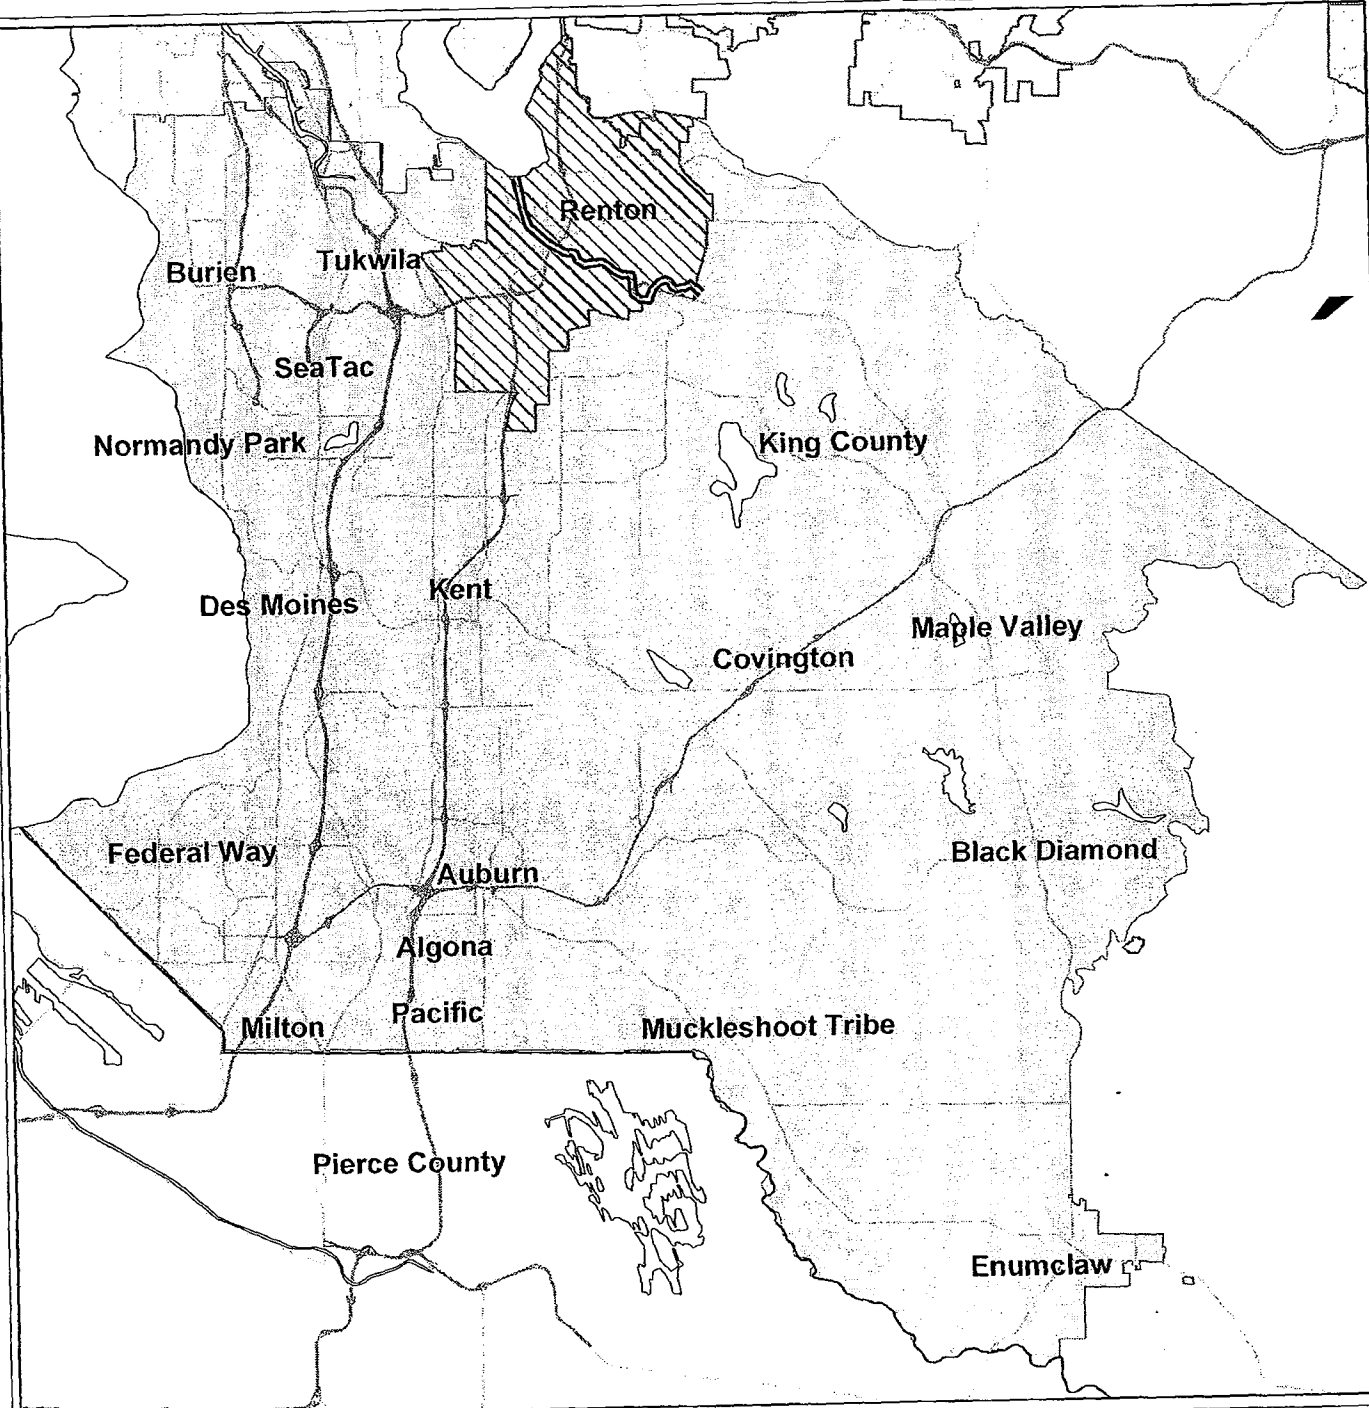 Renton
Tukwila
Burien
SeaTac
Normandy Park
King County
Kent
Des Moines
Maple Valley
Covington
Federal Way
Black Diamond
Auburn
Algona
Pacific
Milton
Muckleshoot Tribe
Pierce County
Enumclaw